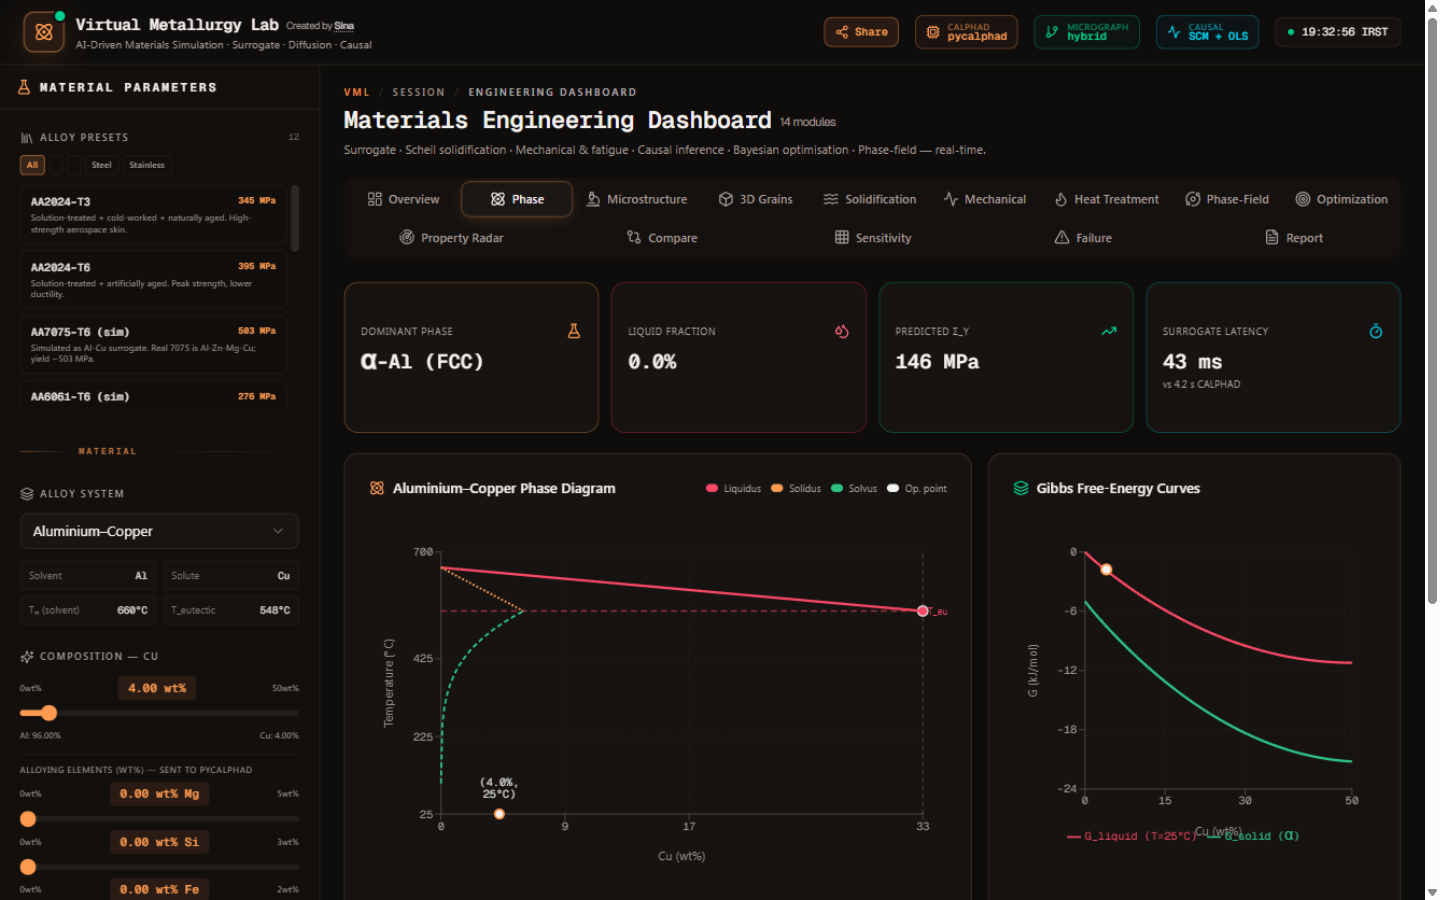 Virtual Metallurgy Lab Created by Sina
AI-Driven Materials Simulation · Surrogate · Diffusion · Causal
Share
CALPHAD
pycalphad
MICROGRAPH
hybrid
CAUSAL
SCM + OLS
19:32:56 IRST
MATERIAL PARAMETERS
ALLOY PRESETS 12
All Steel Stainless
AA2024-T3 345 MPa
Solution-treated + cold-worked + naturally aged. High-
strength aerospace skin.
AA2024-T6 395 MPa
Solution-treated + artificially aged. Peak strength, lower
ductility.
AA7075-T6 (sim) 503 MPa
Simulated as Al-Cu surrogate. Real 7075 is Al-Zn-Mg-Cu;
yield ~503 MPa.
AA6061-T6 (sim) 276 MPa
MATERIAL
ALLOY SYSTEM
Aluminium–Copper
Solvent Al Solute Cu
Tₘ (solvent) 660°C T_eutectic 548°C
COMPOSITION — CU
0wt% 4.00 wt% 50wt%
Al: 96.00% Cu: 4.00%
ALLOYING ELEMENTS (WT%) — SENT TO PYCALPHAD
0wt% 0.00 wt% Mg 5wt%
0wt% 0.00 wt% Si 3wt%
0wt% 0.00 wt% Fe 2wt%
VML / SESSION / ENGINEERING DASHBOARD
Materials Engineering Dashboard 14 modules
Surrogate · Scheil solidification · Mechanical & fatigue · Causal inference · Bayesian optimisation · Phase-field — real-time.
Overview Phase Microstructure 3D Grains Solidification Mechanical Heat Treatment Phase-Field Optimization
Property Radar Compare Sensitivity Failure Report
DOMINANT PHASE
α-Al (FCC)
LIQUID FRACTION
0.0%
PREDICTED Σ_Y
146 MPa
SURROGATE LATENCY
43 ms
vs 4.2 s CALPHAD
Aluminium–Copper Phase Diagram
Liquidus Solidus Solvus Op. point
700
425
225
25
Temperature (°C)
T_eu
(4.0%,
25°C)
0 9 17 33
Cu (wt%)
Gibbs Free-Energy Curves
0
-6
-12
-18
-24
G (kJ/mol)
0 15 30 50
Cu (wt%)
G_liquid (T=25°C) G_solid (α)